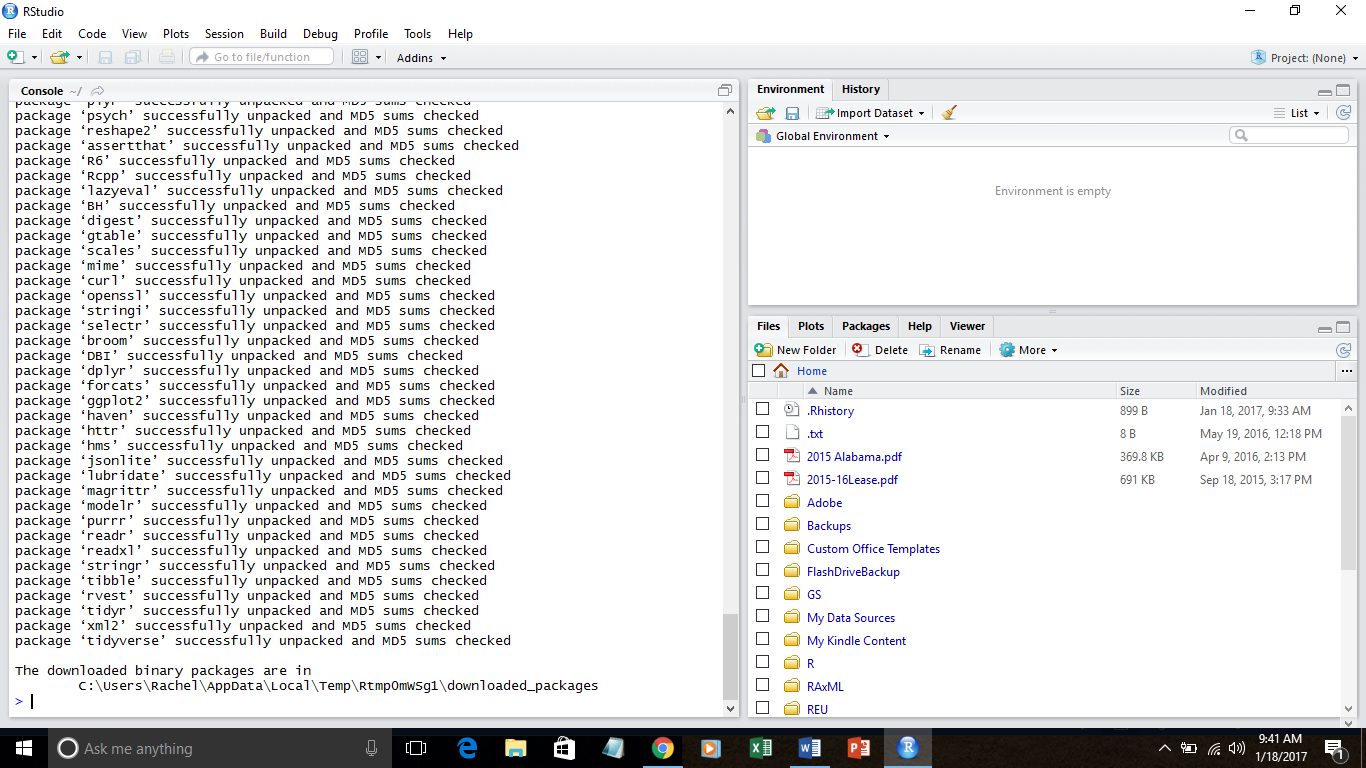 RStudio
File Edit Code View Plots Session Build Debug Profile Tools Help
Go to file/function Addins Project: (None)
Console ~/
package ‘plyr’ successfully unpacked and MD5 sums checked
package ‘psych’ successfully unpacked and MD5 sums checked
package ‘reshape2’ successfully unpacked and MD5 sums checked
package ‘assertthat’ successfully unpacked and MD5 sums checked
package ‘R6’ successfully unpacked and MD5 sums checked
package ‘Rcpp’ successfully unpacked and MD5 sums checked
package ‘lazyeval’ successfully unpacked and MD5 sums checked
package ‘BH’ successfully unpacked and MD5 sums checked
package ‘digest’ successfully unpacked and MD5 sums checked
package ‘gtable’ successfully unpacked and MD5 sums checked
package ‘scales’ successfully unpacked and MD5 sums checked
package ‘mime’ successfully unpacked and MD5 sums checked
package ‘curl’ successfully unpacked and MD5 sums checked
package ‘openssl’ successfully unpacked and MD5 sums checked
package ‘stringi’ successfully unpacked and MD5 sums checked
package ‘selectr’ successfully unpacked and MD5 sums checked
package ‘broom’ successfully unpacked and MD5 sums checked
package ‘DBI’ successfully unpacked and MD5 sums checked
package ‘dplyr’ successfully unpacked and MD5 sums checked
package ‘forcats’ successfully unpacked and MD5 sums checked
package ‘ggplot2’ successfully unpacked and MD5 sums checked
package ‘haven’ successfully unpacked and MD5 sums checked
package ‘httr’ successfully unpacked and MD5 sums checked
package ‘hms’ successfully unpacked and MD5 sums checked
package ‘jsonlite’ successfully unpacked and MD5 sums checked
package ‘lubridate’ successfully unpacked and MD5 sums checked
package ‘magrittr’ successfully unpacked and MD5 sums checked
package ‘modelr’ successfully unpacked and MD5 sums checked
package ‘purrr’ successfully unpacked and MD5 sums checked
package ‘readr’ successfully unpacked and MD5 sums checked
package ‘readxl’ successfully unpacked and MD5 sums checked
package ‘stringr’ successfully unpacked and MD5 sums checked
package ‘tibble’ successfully unpacked and MD5 sums checked
package ‘rvest’ successfully unpacked and MD5 sums checked
package ‘tidyr’ successfully unpacked and MD5 sums checked
package ‘xml2’ successfully unpacked and MD5 sums checked
package ‘tidyverse’ successfully unpacked and MD5 sums checked
The downloaded binary packages are in
C:\Users\Rachel\AppData\Local\Temp\RtmpOmWSg1\downloaded_packages
>
Environment History
Import Dataset List
Global Environment
Environment is empty
Files Plots Packages Help Viewer
New Folder Delete Rename More
Home ...
Name Size Modified
.Rhistory 899 B Jan 18, 2017, 9:33 AM
.txt 8 B May 19, 2016, 12:18 PM
2015 Alabama.pdf 369.8 KB Apr 9, 2016, 2:13 PM
2015-16Lease.pdf 691 KB Sep 18, 2015, 3:17 PM
Adobe
Backups
Custom Office Templates
FlashDriveBackup
GS
My Data Sources
My Kindle Content
R
RAxML
REU
Ask me anything
9:41 AM
1/18/2017
1